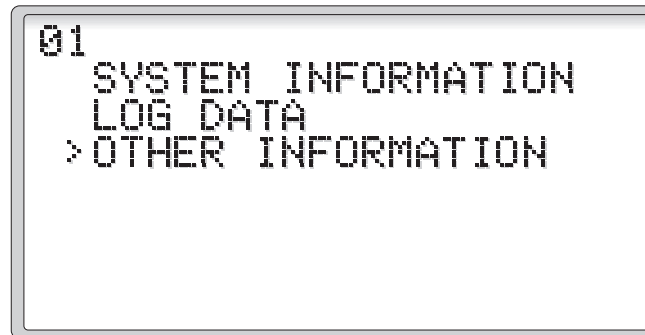 01
SYSTEM INFORMATION
LOG DATA
>OTHER INFORMATION